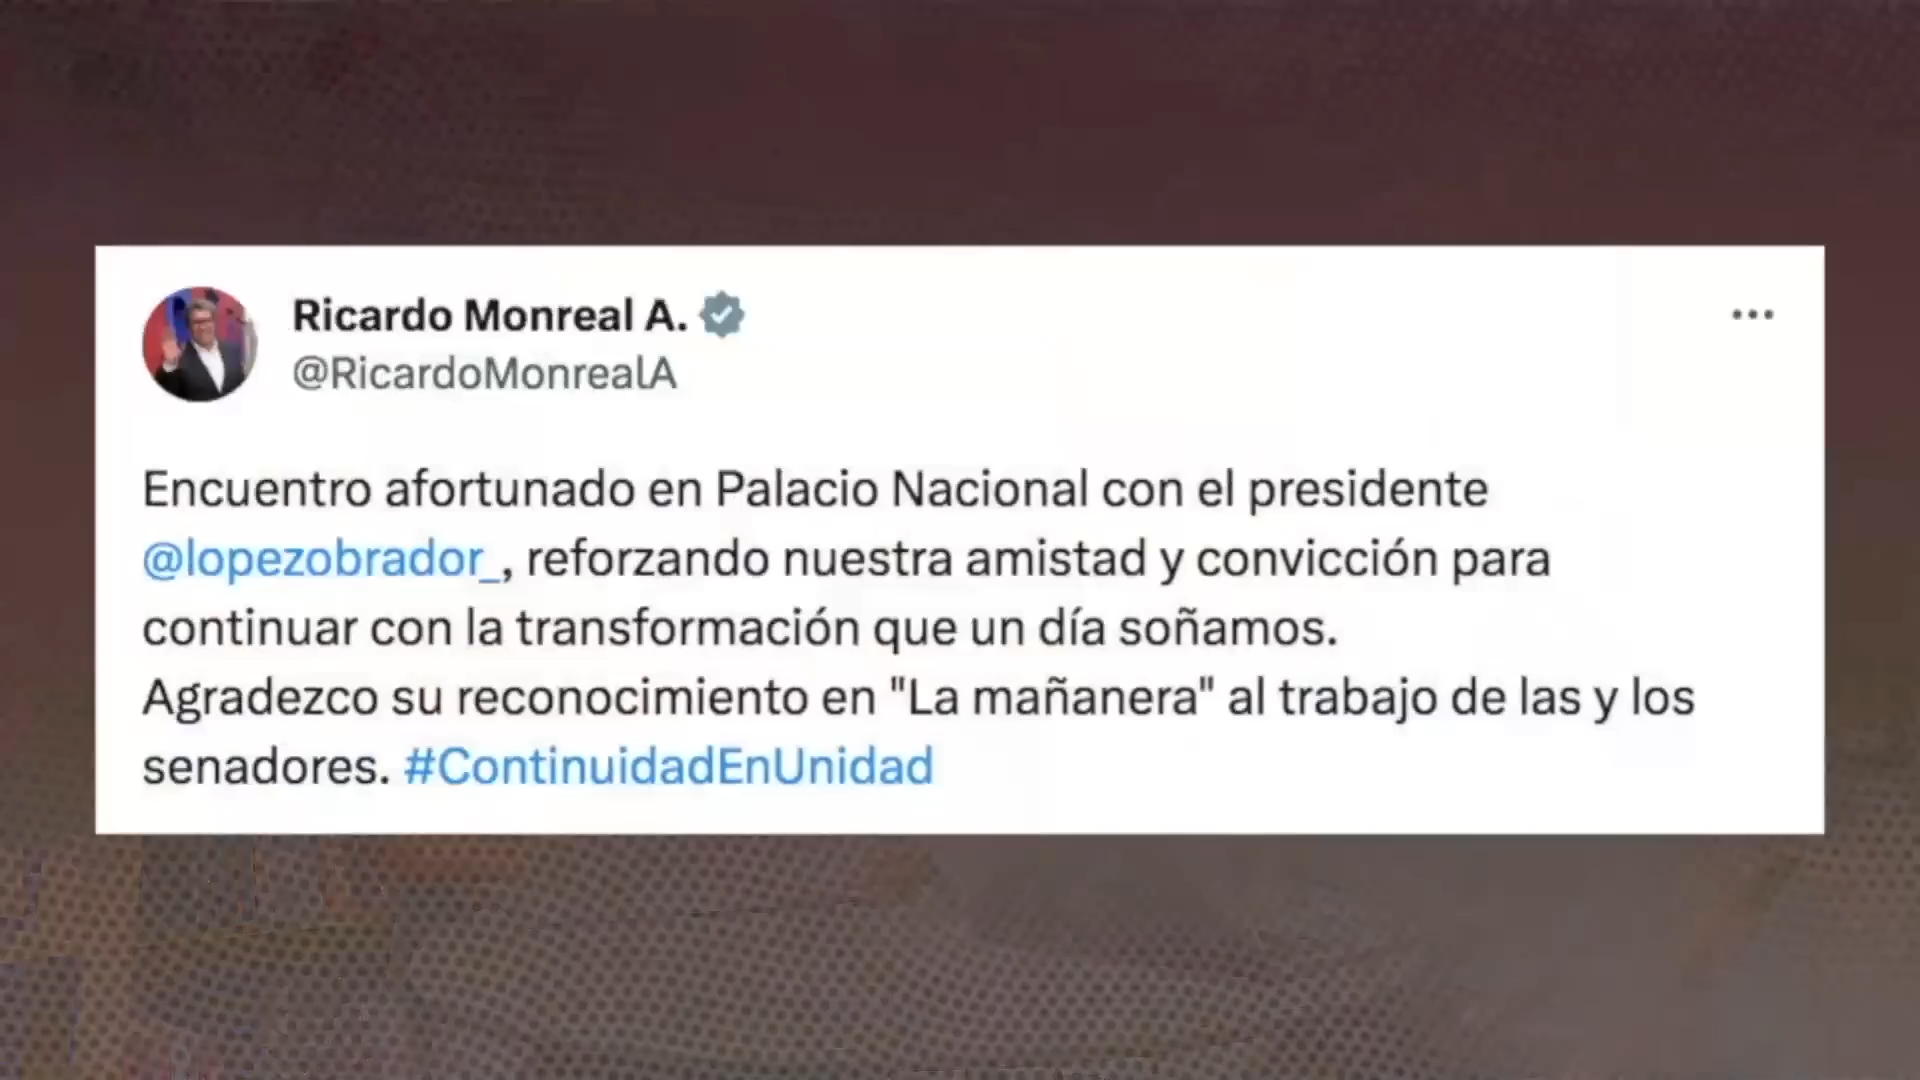 Ricardo Monreal A.
@RicardoMonrealA
Encuentro afortunado en Palacio Nacional con el presidente
@lopezobrador_, reforzando nuestra amistad y convicción para
continuar con la transformación que un día soñamos.
Agradezco su reconocimiento en "La mañanera" al trabajo de las y los
senadores. #ContinuidadEnUnidad